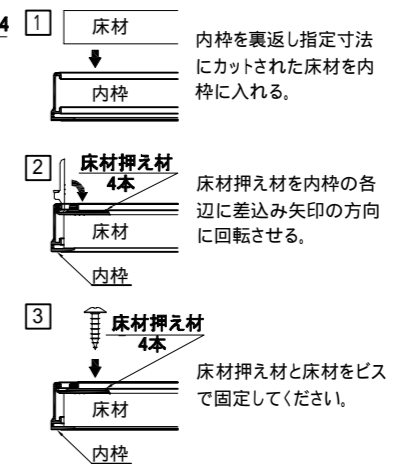 4
1
床材
内枠
内枠を裏返し指定寸法
にカットされた床材を内
枠に入れる。
2
床材押え材
4本
床材
内枠
床材押え材を内枠の各
辺に差込み矢印の方向
に回転させる。
3
床材押え材
4本
床材
内枠
床材押え材と床材をビス
で固定してください。